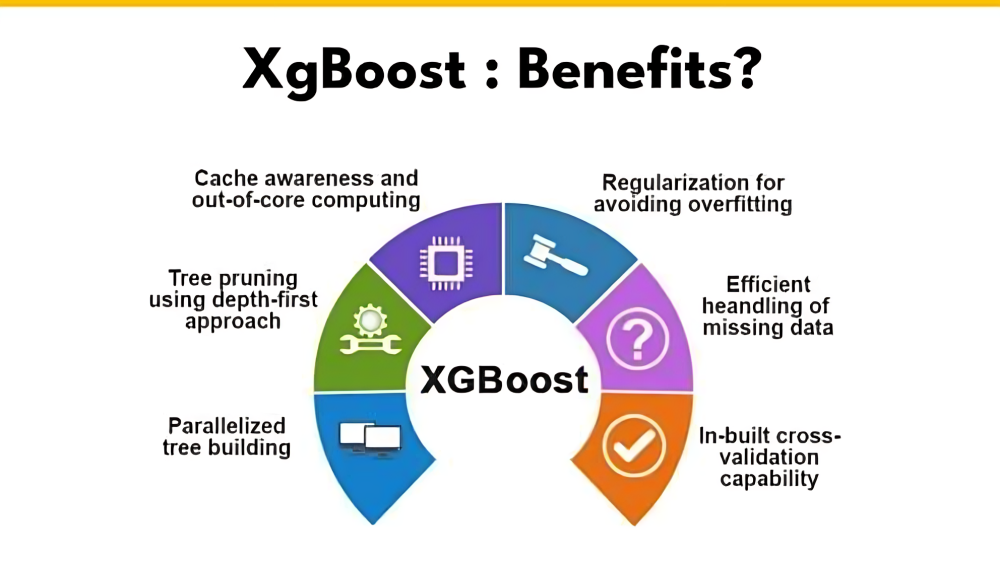 XgBoost : Benefits?
Cache awareness and
out-of-core computing
Regularization for
avoiding overfitting
Tree pruning
using depth-first
approach
Efficient
heandling of
missing data
XGBoost
Parallelized
tree building
In-built cross-
validation
capability